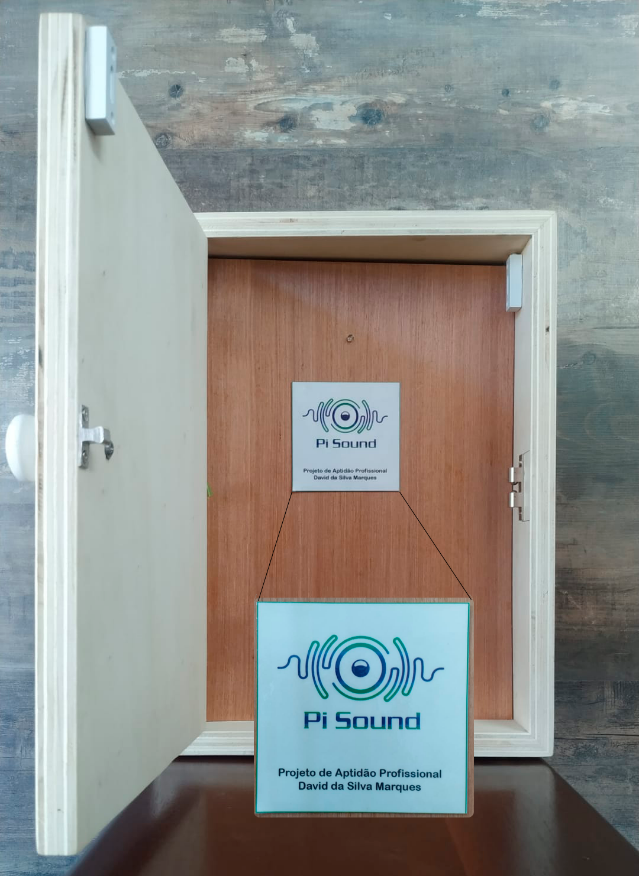 Pi Sound
Projeto de Aptidão Profissional
David da Silva Marques
Pi Sound
Projeto de Aptidão Profissional
David da Silva Marques